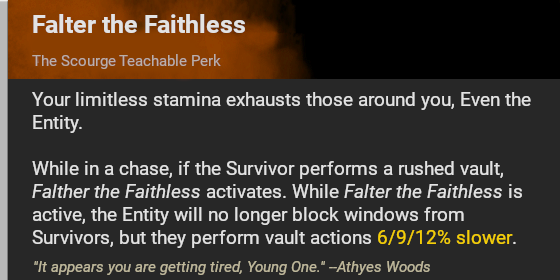 Falter the Faithless
The Scourge Teachable Perk
Your limitless stamina exhausts those around you, Even the
Entity.
While in a chase, if the Survivor performs a rushed vault,
Falther the Faithless activates. While Falter the Faithless is
active, the Entity will no longer block windows from
Survivors, but they perform vault actions 6/9/12% slower.
"It appears you are getting tired, Young One." --Athyes Woods